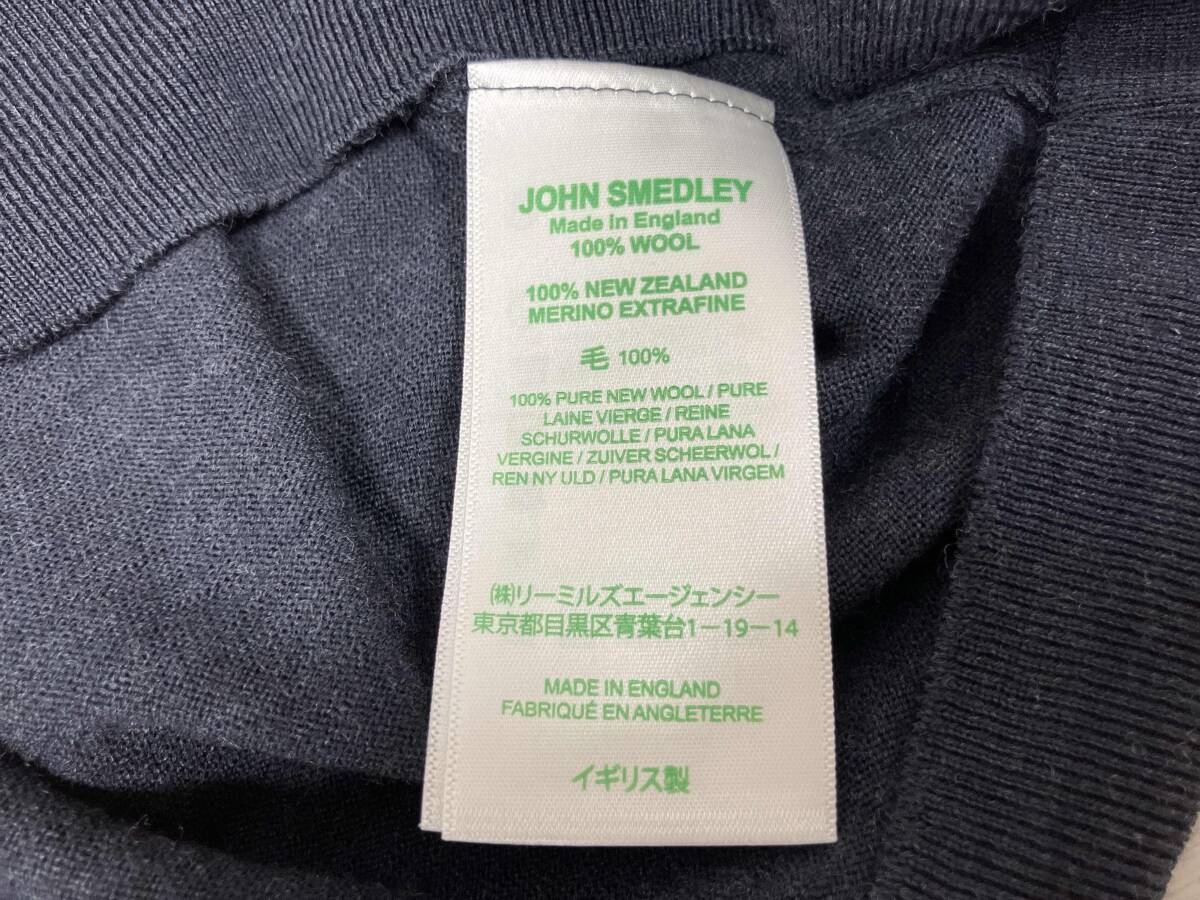 JOHN SMEDLEY
Made in England
100% WOOL
100% NEW ZEALAND
MERINO EXTRAFINE
毛 100%
100% PURE NEW WOOL / PURE
LAINE VIERGE / REINE
SCHURWOLLE / PURA LANA
VERGINE / ZUIVER SCHEERWOL /
REN NY ULD / PURA LANA VIRGEM
(株)リーミルズエージェンシー
東京都目黒区青葉台1-19-14
MADE IN ENGLAND
FABRIQUÉ EN ANGLETERRE
イギリス製